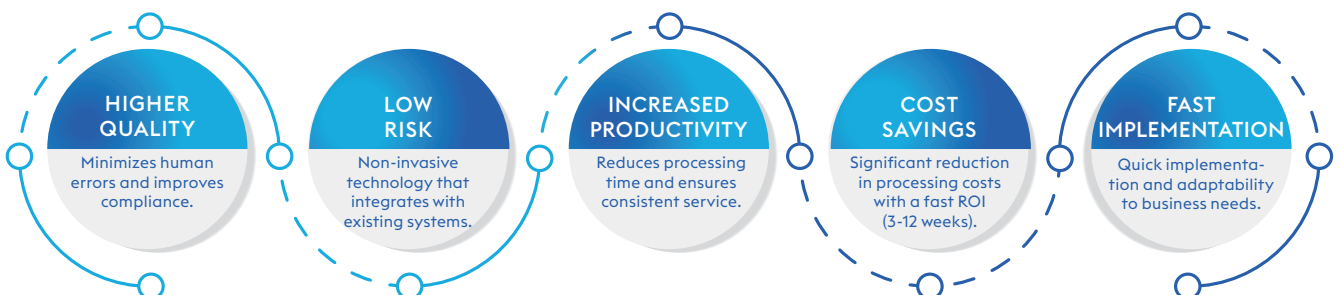 HIGHER
QUALITY
Minimizes human
errors and improves
compliance.
LOW
RISK
Non-invasive
technology that
integrates with
existing systems.
INCREASED
PRODUCTIVITY
Reduces processing
time and ensures
consistent service.
COST
SAVINGS
Significant reduction
in processing costs
with a fast ROI
(3-12 weeks).
FAST
IMPLEMENTATION
Quick implementa-
tion and adaptability
to business needs.